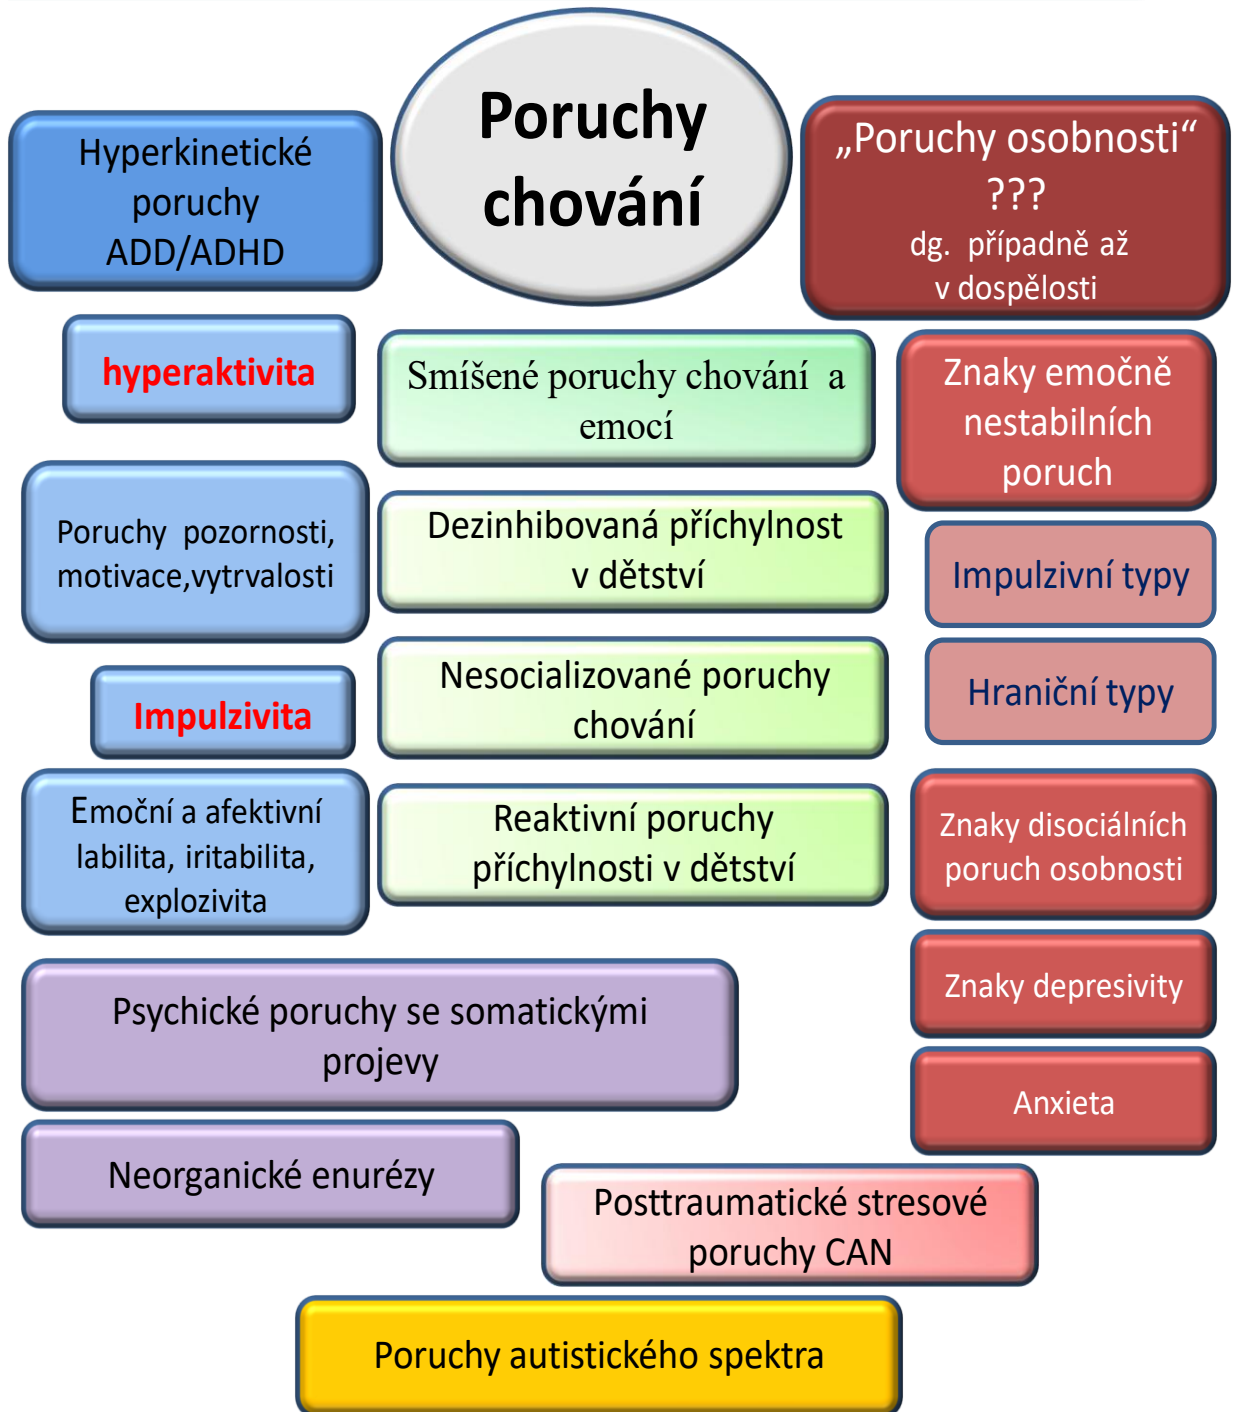 Poruchy
chování
Hyperkinetické
poruchy
ADD/ADHD
hyperaktivita
Poruchy pozornosti,
motivace,vytrvalosti
Impulzivita
Emoční a afektivní
labilita, iritabilita,
explozivita
Smíšené poruchy chování a
emocí
Dezinhibovaná příchylnost
v dětství
Nesocializované poruchy
chování
Reaktivní poruchy
příchylnosti v dětství
„Poruchy osobnosti“
???
dg. případně až
v dospělosti
Znaky emočně
nestabilních
poruch
Impulzivní typy
Hraniční typy
Znaky disociálních
poruch osobnosti
Znaky depresivity
Anxieta
Psychické poruchy se somatickými
projevy
Neorganické enurézy
Posttraumatické stresové
poruchy CAN
Poruchy autistického spektra